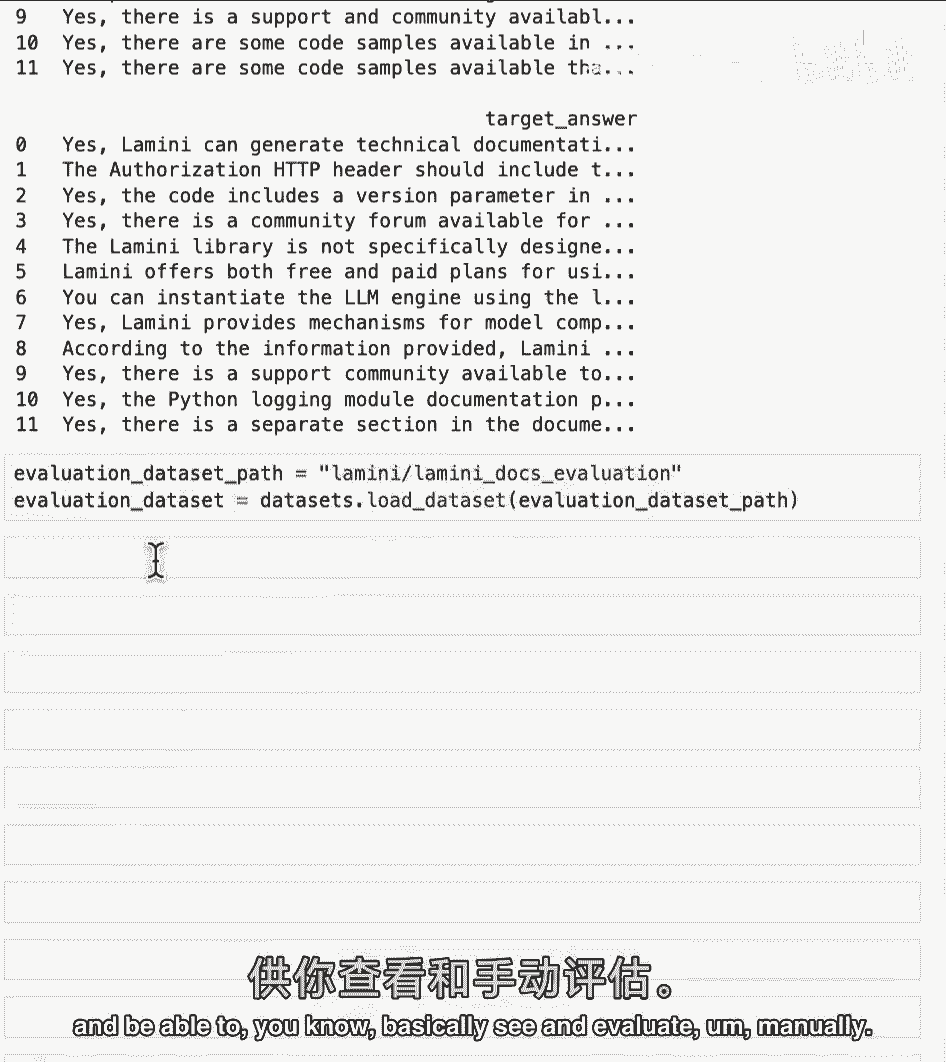 9 Yes, there is a support and community availabl...
10 Yes, there are some code samples available in ...
11 Yes, there are some code samples available tha...
target_answer
0 Yes, Lamini can generate technical documentati...
1 The Authorization HTTP header should include t...
2 Yes, the code includes a version parameter in ...
3 Yes, there is a community forum available for ...
4 The Lamini library is not specifically designe...
5 Lamini offers both free and paid plans for usi...
6 You can instantiate the LLM engine using the l...
7 Yes, Lamini provides mechanisms for model comp...
8 According to the information provided, Lamini ...
9 Yes, there is a support community available to...
10 Yes, the Python logging module documentation p...
11 Yes, there is a separate section in the docume...
evaluation_dataset_path = "lamini/lamini_docs_evaluation"
evaluation_dataset = datasets.load_dataset(evaluation_dataset_path)
供你查看和手动评估。
and be able to, you know, basically see and evaluate, um, manually.